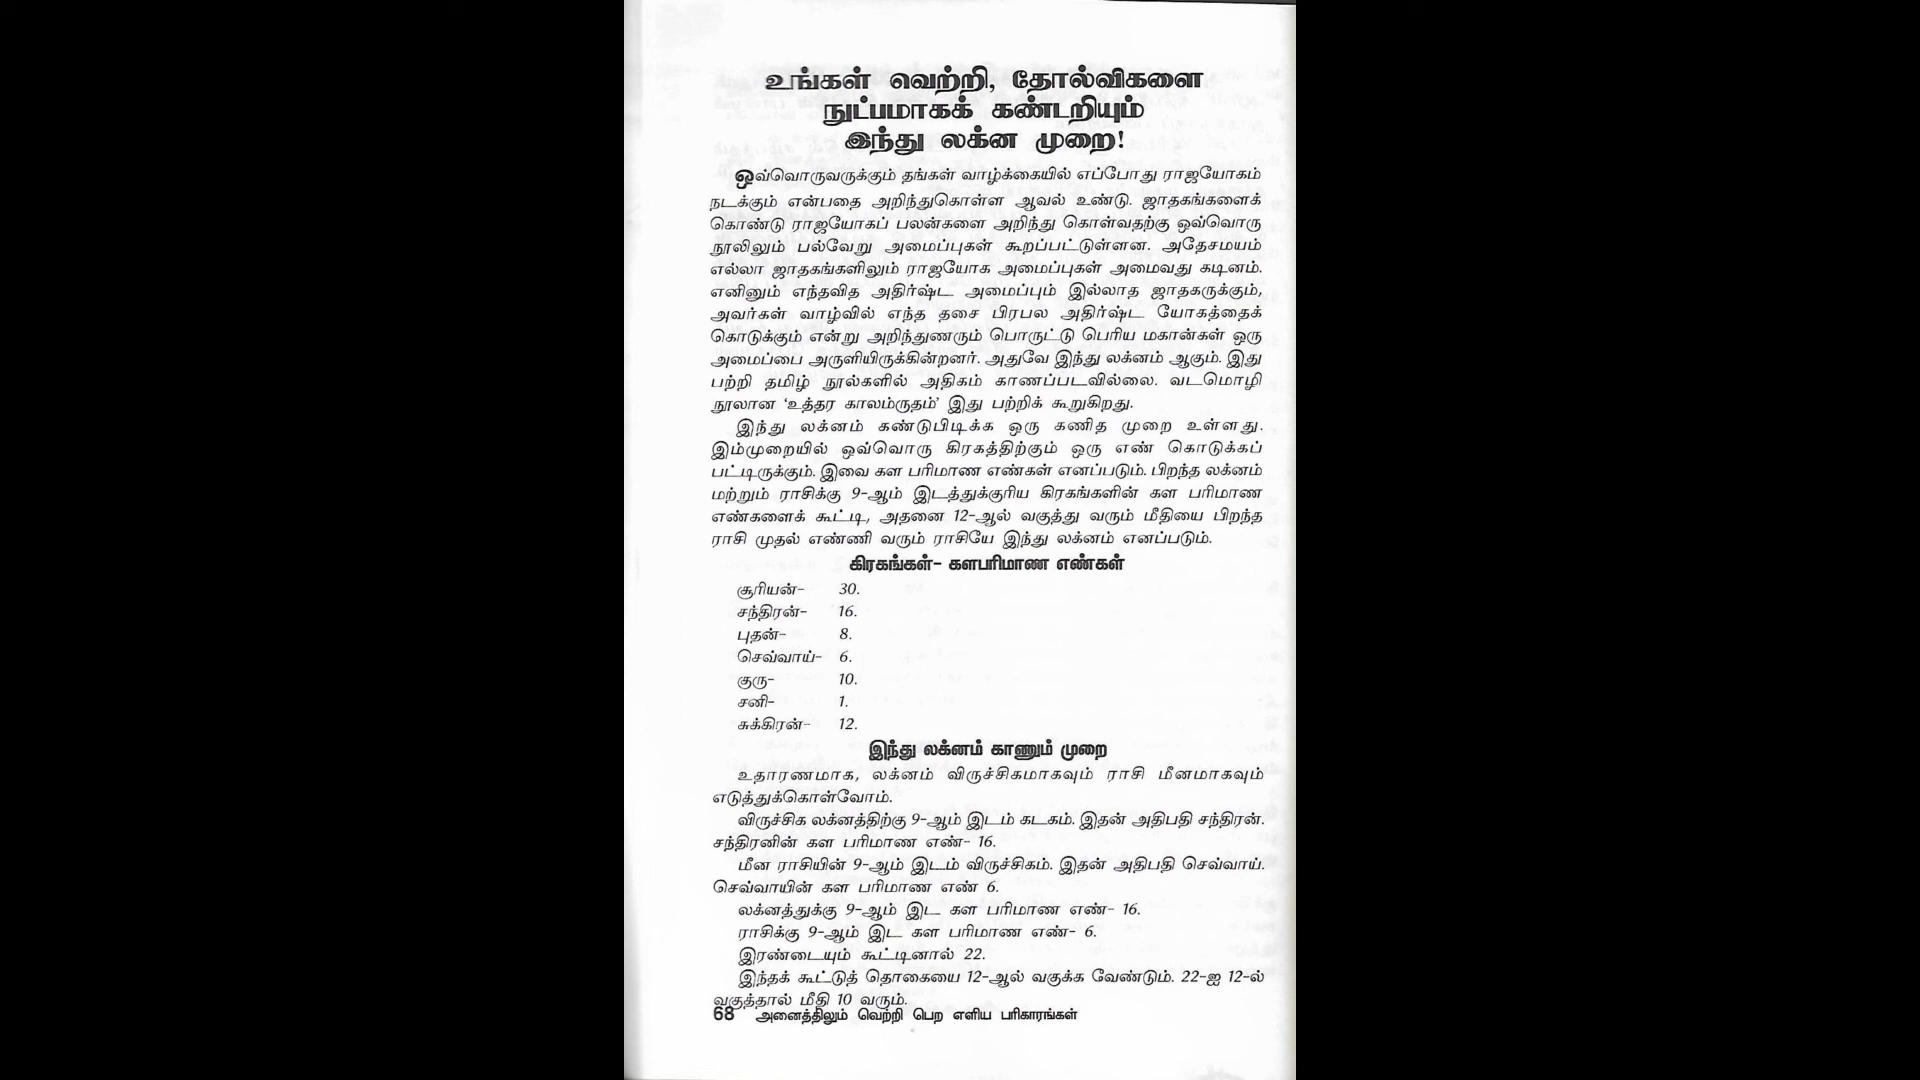 உங்கள் வெற்றி, தோல்விகளை
நுட்பமாகக் கண்டறியும்
இந்து லக்ன முறை!
ஒவ்வொருவருக்கும் தங்கள் வாழ்க்கையில் எப்போது ராஜயோகம்
நடக்கும் என்பதை அறிந்துகொள்ள ஆவல் உண்டு. ஜாதகங்களைக்
கொண்டு ராஜயோகப் பலன்களை அறிந்து கொள்வதற்கு ஒவ்வொரு
நூலிலும் பல்வேறு அமைப்புகள் கூறப்பட்டுள்ளன. அதேசமயம்
எல்லா ஜாதகங்களிலும் ராஜயோக அமைப்புகள் அமைவது கடினம்.
எனினும் எந்தவித அதிர்ஷ்ட அமைப்பும் இல்லாத ஜாதகருக்கும்,
அவர்கள் வாழ்வில் எந்த தசை பிரபல அதிர்ஷ்ட யோகத்தைக்
கொடுக்கும் என்று அறிந்துணரும் பொருட்டு பெரிய மகான்கள் ஒரு
அமைப்பை அருளியிருக்கின்றனர். அதுவே இந்து லக்னம் ஆகும். இது
பற்றி தமிழ் நூல்களில் அதிகம் காணப்படவில்லை. வடமொழி
நூலான 'உத்தர காலம்ருதம்' இது பற்றிக் கூறுகிறது.
இந்து லக்னம் கண்டுபிடிக்க ஒரு கணித முறை உள்ளது.
இம்முறையில் ஒவ்வொரு கிரகத்திற்கும் ஒரு எண் கொடுக்கப்
பட்டிருக்கும். இவை கள பரிமாண எண்கள் எனப்படும். பிறந்த லக்னம்
மற்றும் ராசிக்கு 9-ஆம் இடத்துக்குரிய கிரகங்களின் கள பரிமாண
எண்களைக் கூட்டி, அதனை 12-ஆல் வகுத்து வரும் மீதியை பிறந்த
ராசி முதல் எண்ணி வரும் ராசியே இந்து லக்னம் எனப்படும்.
கிரகங்கள்- களபரிமாண எண்கள்
சூரியன்- 30.
சந்திரன்- 16.
புதன்- 8.
செவ்வாய்- 6.
குரு- 10.
சனி- 1.
சுக்கிரன்- 12.
இந்து லக்னம் காணும் முறை
உதாரணமாக, லக்னம் விருச்சிகமாகவும் ராசி மீனமாகவும்
எடுத்துக்கொள்வோம்.
விருச்சிக லக்னத்திற்கு 9-ஆம் இடம் கடகம். இதன் அதிபதி சந்திரன்.
சந்திரனின் கள பரிமாண எண்- 16.
மீன ராசியின் 9-ஆம் இடம் விருச்சிகம். இதன் அதிபதி செவ்வாய்.
செவ்வாயின் கள பரிமாண எண் 6.
லக்னத்துக்கு 9-ஆம் இட கள பரிமாண எண்- 16.
ராசிக்கு 9-ஆம் இட கள பரிமாண எண்- 6.
இரண்டையும் கூட்டினால் 22.
இந்தக் கூட்டுத் தொகையை 12-ஆல் வகுக்க வேண்டும். 22-ஐ 12-ல்
வகுத்தால் மீதி 10 வரும்.
68 அனைத்திலும் வெற்றி பெற எளிய பரிகாரங்கள்